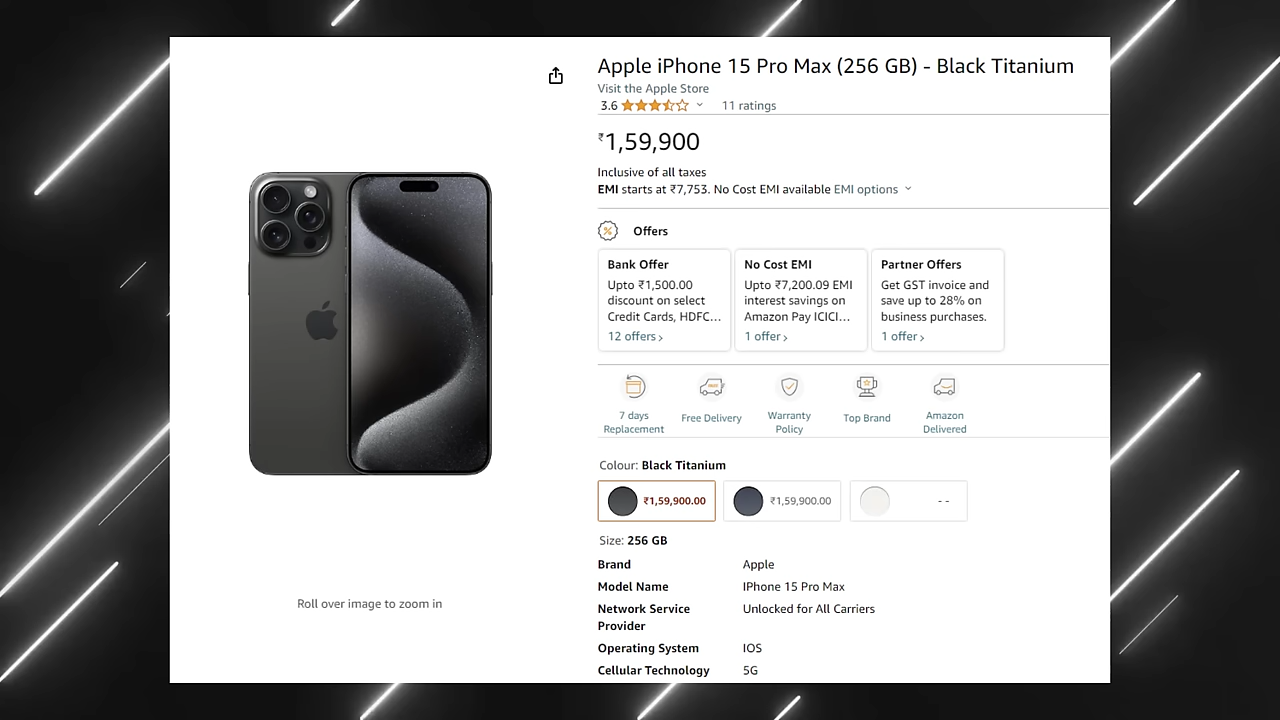 Apple iPhone 15 Pro Max (256 GB) - Black Titanium
Visit the Apple Store
3.6 11 ratings
₹1,59,900
Inclusive of all taxes
EMI starts at ₹7,753. No Cost EMI available EMI options
Offers
Bank Offer
Upto ₹1,500.00
discount on select
Credit Cards, HDFC...
12 offers ›
No Cost EMI
Upto ₹7,200.09 EMI
interest savings on
Amazon Pay ICICI...
1 offer ›
Partner Offers
Get GST invoice and
save up to 28% on
business purchases.
1 offer ›
7 days
Replacement
Free Delivery
Warranty
Policy
Top Brand
Amazon
Delivered
Colour: Black Titanium
₹1,59,900.00
₹1,59,900.00
- -
Size: 256 GB
Brand Apple
Model Name IPhone 15 Pro Max
Network Service Unlocked for All Carriers
Provider
Operating System IOS
Cellular Technology 5G
Roll over image to zoom in